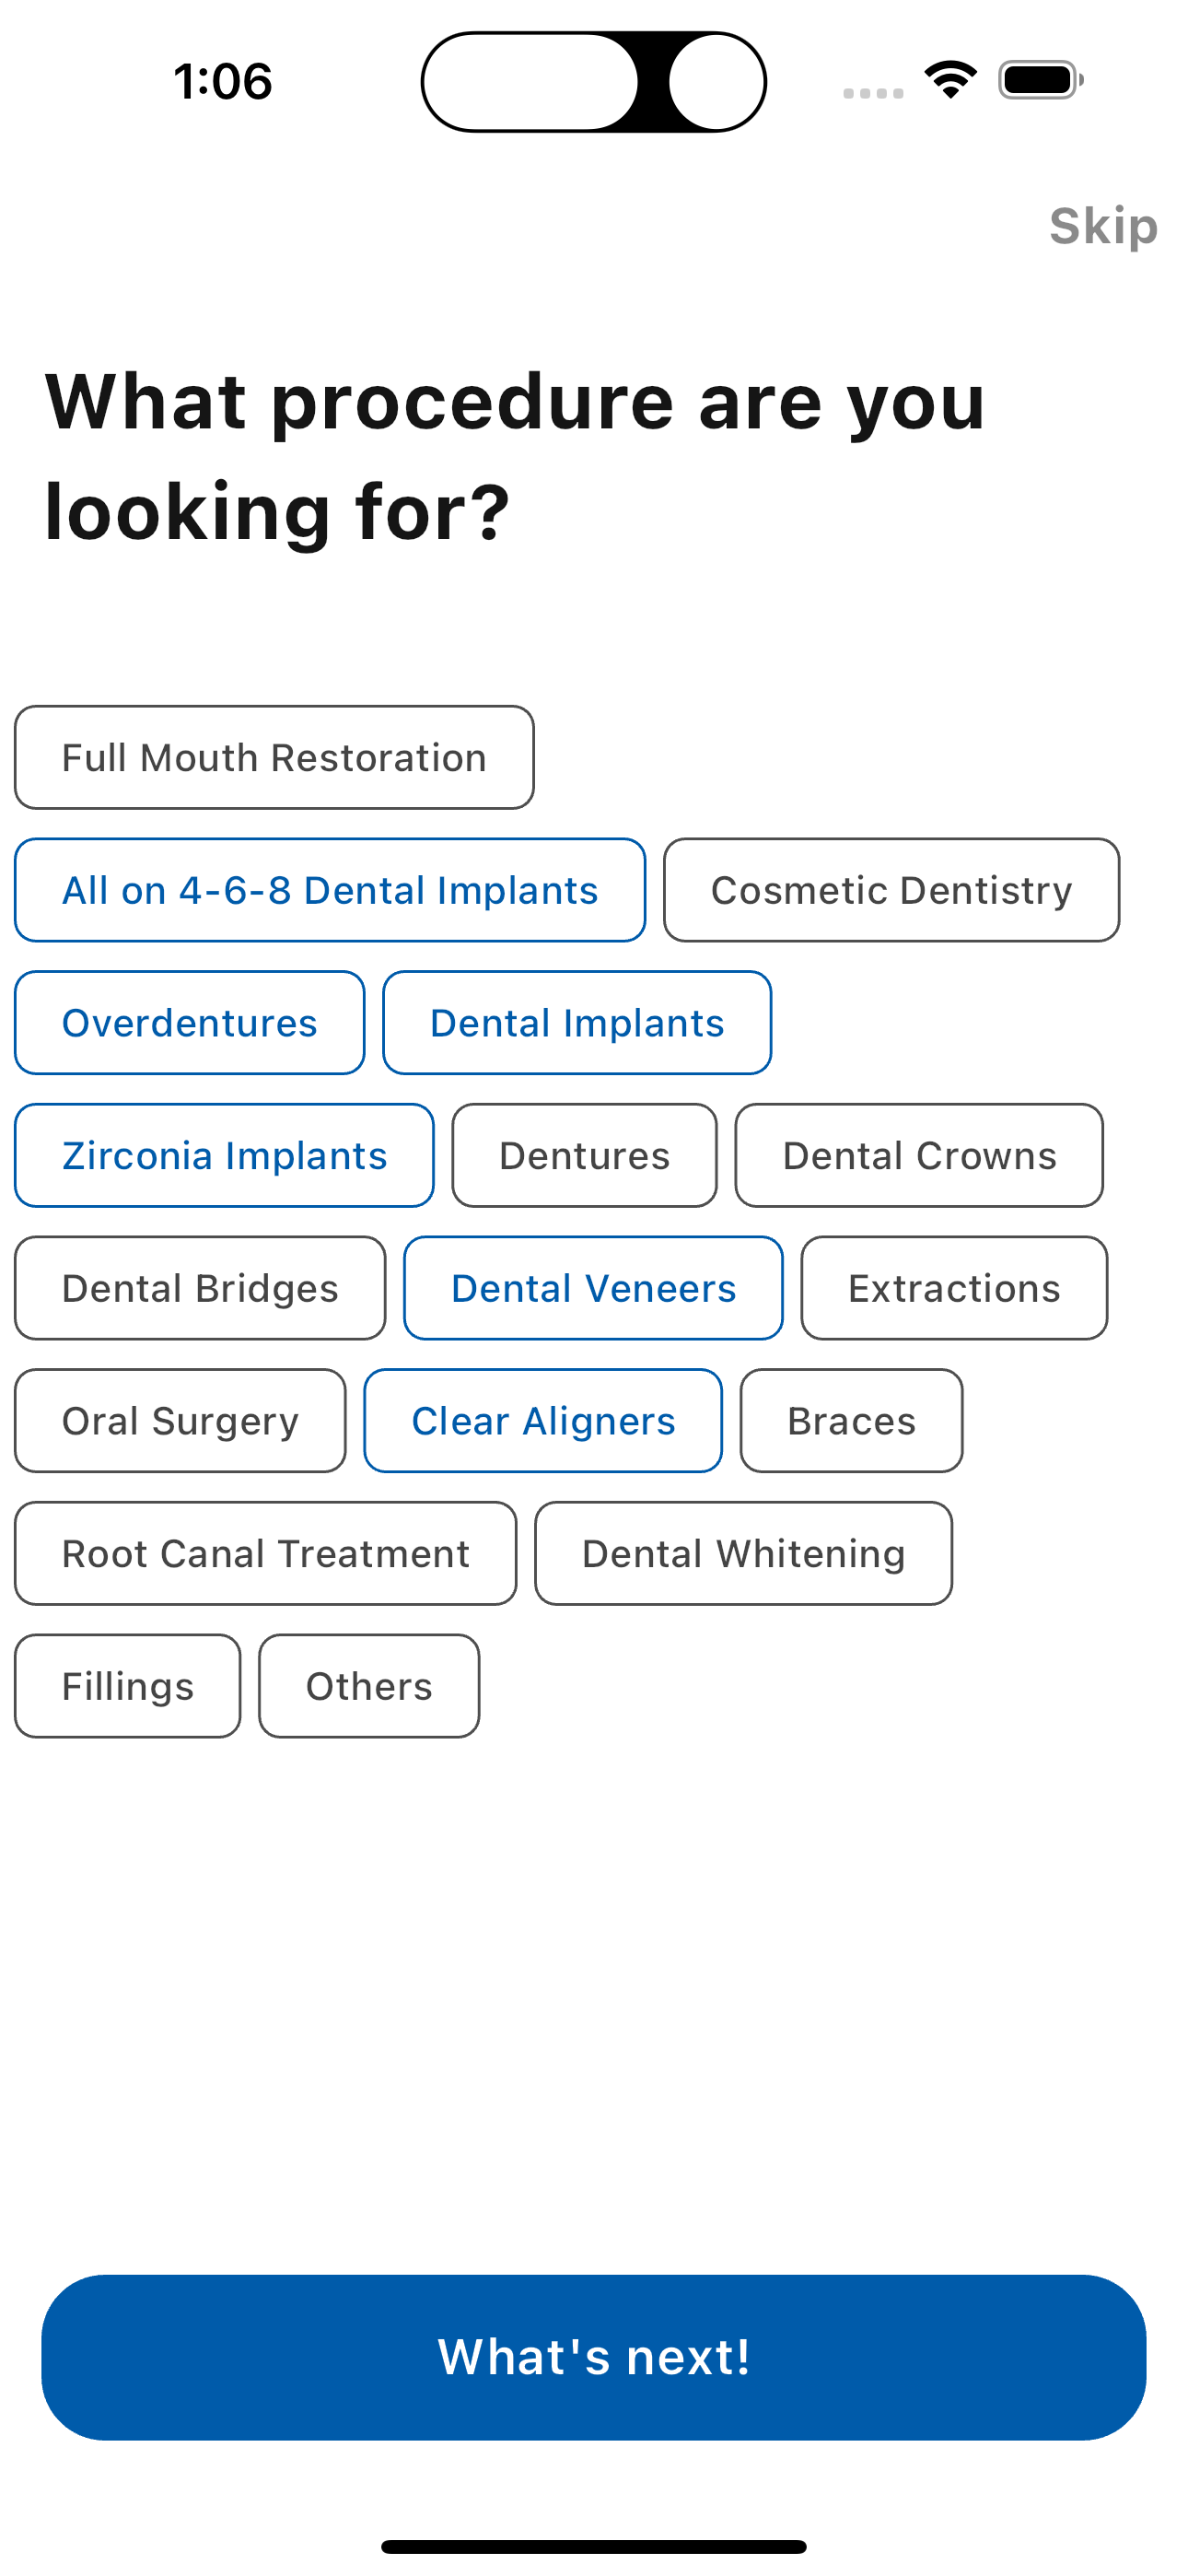 1:06
Skip
What procedure are you
looking for?
Full Mouth Restoration
All on 4-6-8 Dental Implants Cosmetic Dentistry
Overdentures Dental Implants
Zirconia Implants Dentures Dental Crowns
Dental Bridges Dental Veneers Extractions
Oral Surgery Clear Aligners Braces
Root Canal Treatment Dental Whitening
Fillings Others
What's next!